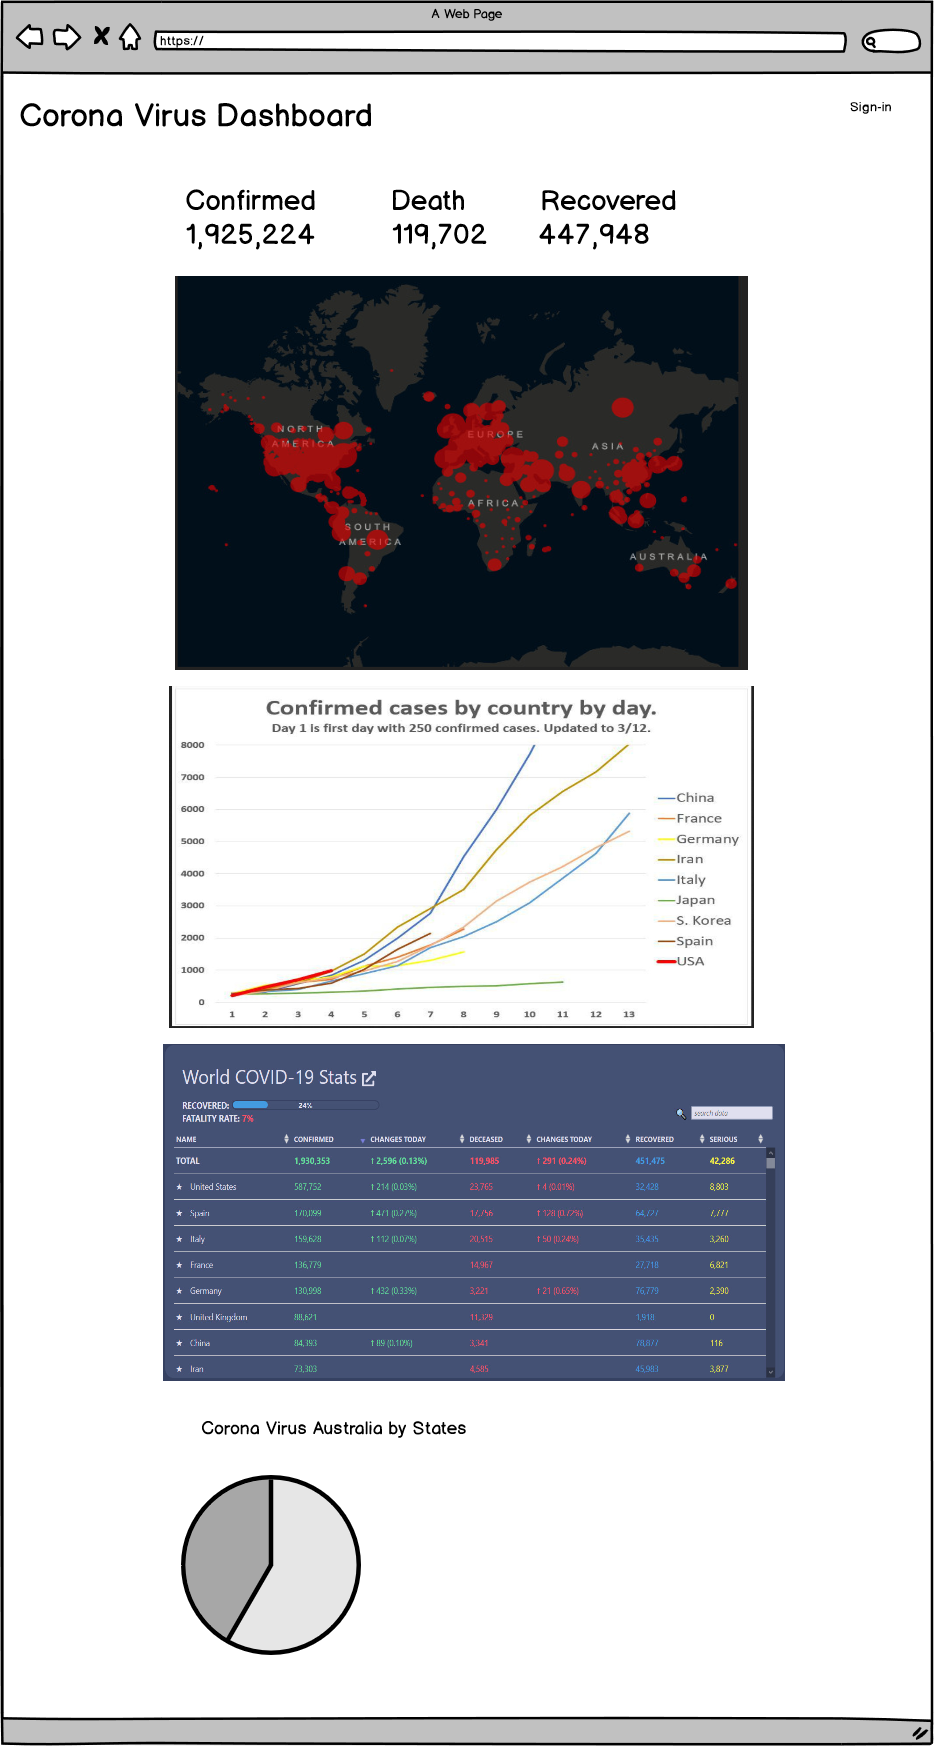 A Web Page
https://
Corona Virus Dashboard
Sign-in
Confirmed Death Recovered
1,925,224 119,702 447,948
NORTH
AMERICA
EUROPE
ASIA
AFRICA
SOUTH
AMERICA
AUSTRALIA
Confirmed cases by country by day.
Day 1 is first day with 250 confirmed cases. Updated to 3/12.
8000
7000
6000
5000
4000
3000
2000
1000
0
1 2 3 4 5 6 7 8 9 10 11 12 13
China
France
Germany
Iran
Italy
Japan
S. Korea
Spain
USA
World COVID-19 Stats
RECOVERED: 24%
FATALITY RATE: 7%
search data
NAME CONFIRMED CHANGES TODAY DECEASED CHANGES TODAY RECOVERED SERIOUS
TOTAL 1,930,353 ↑ 2,596 (0.13%) 119,985 ↑ 291 (0.24%) 451,475 42,286
★ United States 587,752 ↑ 214 (0.03%) 23,765 ↑ 4 (0.01%) 32,428 8,803
★ Spain 170,099 ↑ 471 (0.27%) 17,756 ↑ 128 (0.72%) 64,727 7,777
★ Italy 159,628 ↑ 112 (0.07%) 20,515 ↑ 50 (0.24%) 35,435 3,260
★ France 136,779 14,967 27,718 6,821
★ Germany 130,998 ↑ 432 (0.33%) 3,221 ↑ 21 (0.65%) 76,779 2,390
★ United Kingdom 88,621 11,329 1,918 0
★ China 84,393 ↑ 89 (0.10%) 3,341 78,877 116
★ Iran 73,303 4,585 45,983 3,877
Corona Virus Australia by States